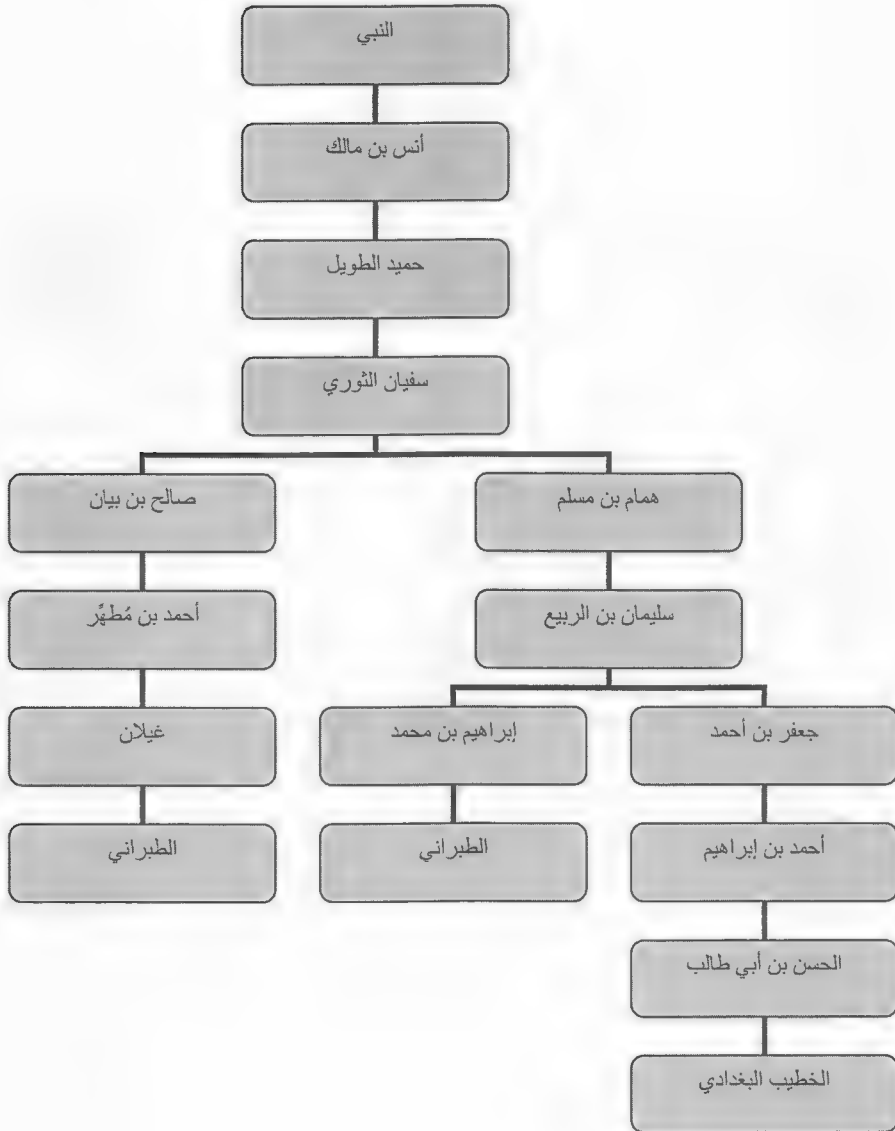 النبي
أنس بن مالك
حميد الطويل
سفيان الثوري
همام بن مسلم
صالح بن بيان
سليمان بن الربيع
أحمد بن مُطهَّر
جعفر بن أحمد
إبراهيم بن محمد
غيلان
أحمد بن إبراهيم
الطبراني
الطبراني
الحسن بن أبي طالب
الخطيب البغدادي